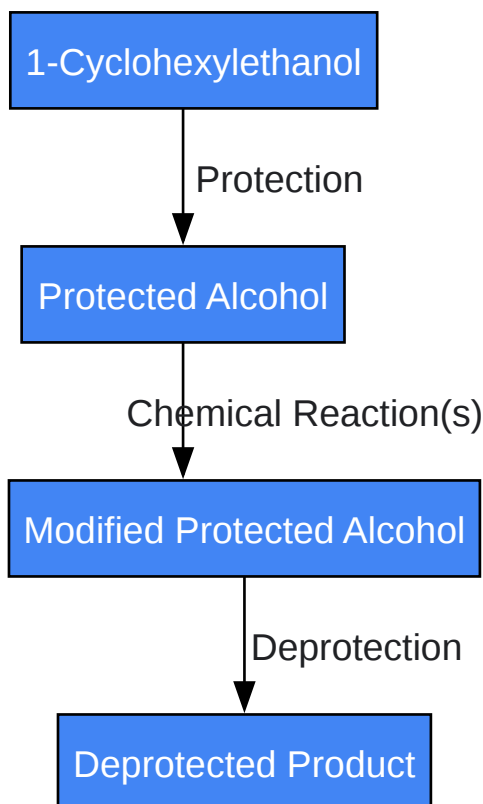 1-Cyclohexylethanol
Protection
Protected Alcohol
Chemical Reaction(s)
Modified Protected Alcohol
Deprotection
Deprotected Product